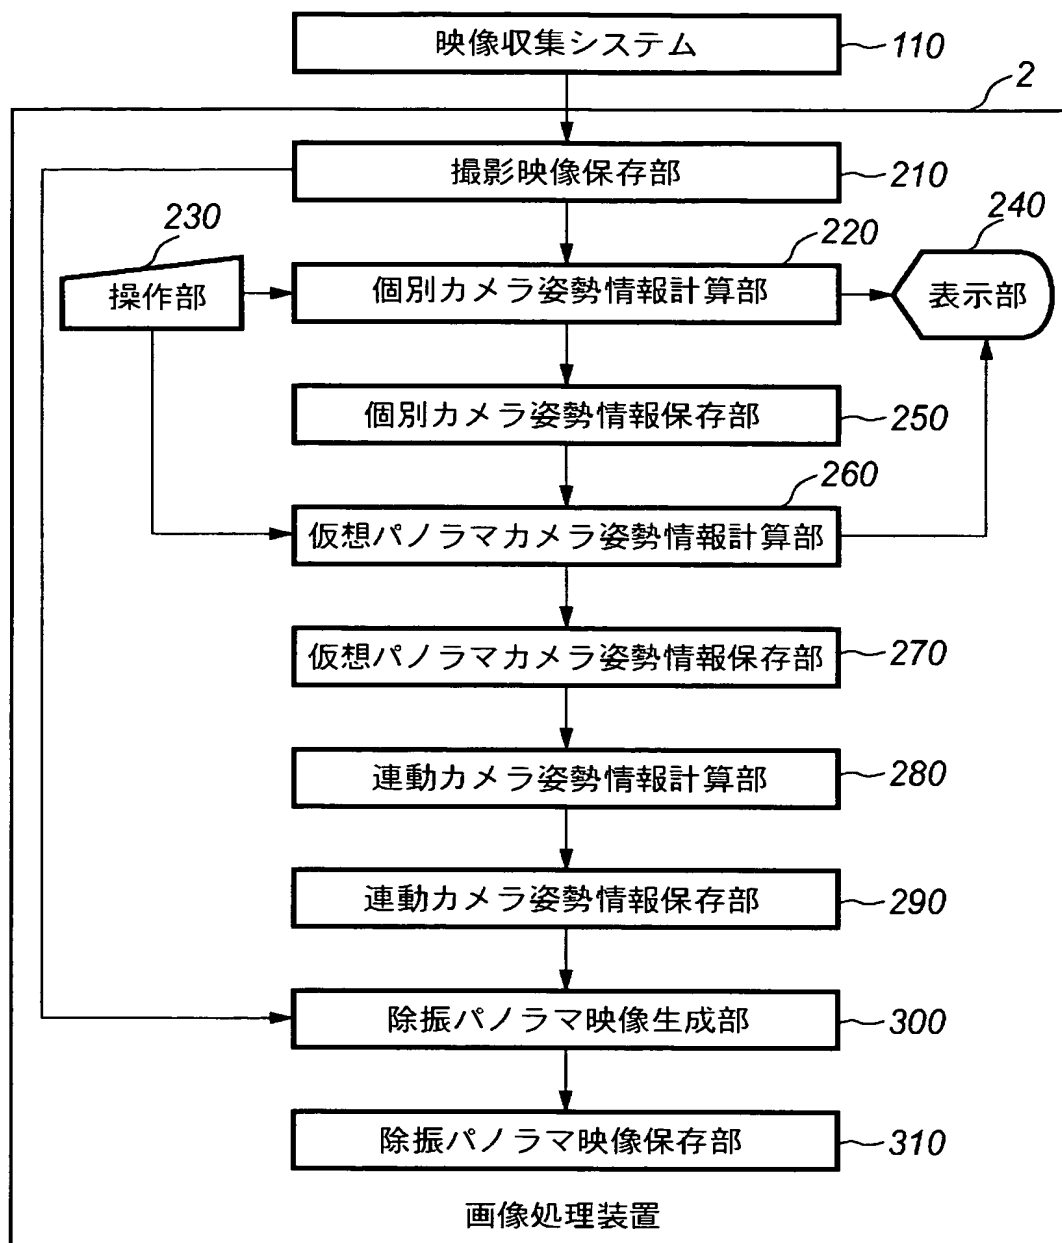 映像収集システム
110
2
撮影映像保存部
210
230
220
240
操作部
個別カメラ姿勢情報計算部
表示部
個別カメラ姿勢情報保存部
250
260
仮想パノラマカメラ姿勢情報計算部
仮想パノラマカメラ姿勢情報保存部
270
連動カメラ姿勢情報計算部
280
連動カメラ姿勢情報保存部
290
除振パノラマ映像生成部
300
除振パノラマ映像保存部
310
画像処理装置